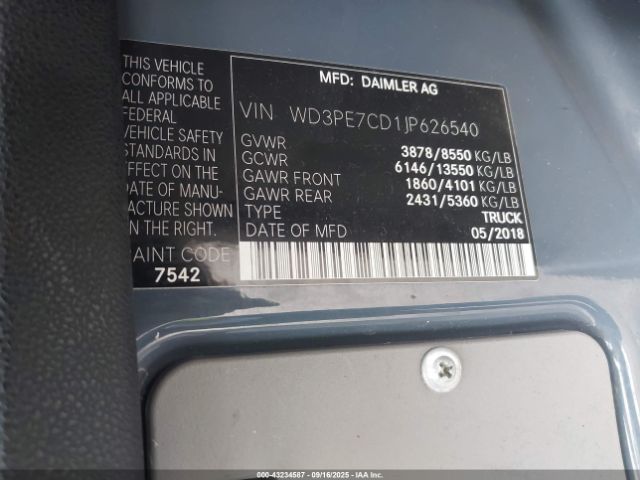 THIS VEHICLE
CONFORMS TO
ALL APPLICABLE
FEDERAL
VEHICLE SAFETY
STANDARDS IN
EFFECT ON THE
DATE OF MANU-
FACTURE SHOWN
IN THE RIGHT.
PAINT CODE
7542
MFD: DAIMLER AG
VIN WD3PE7CD1JP626540
GVWR 3878/8550 KG/LB
GCWR 6146/13550 KG/LB
GAWR FRONT 1860/4101 KG/LB
GAWR REAR 2431/5360 KG/LB
TYPE TRUCK
DATE OF MFD 05/2018
000-43234587 - 09/16/2025 - IAAI.COM